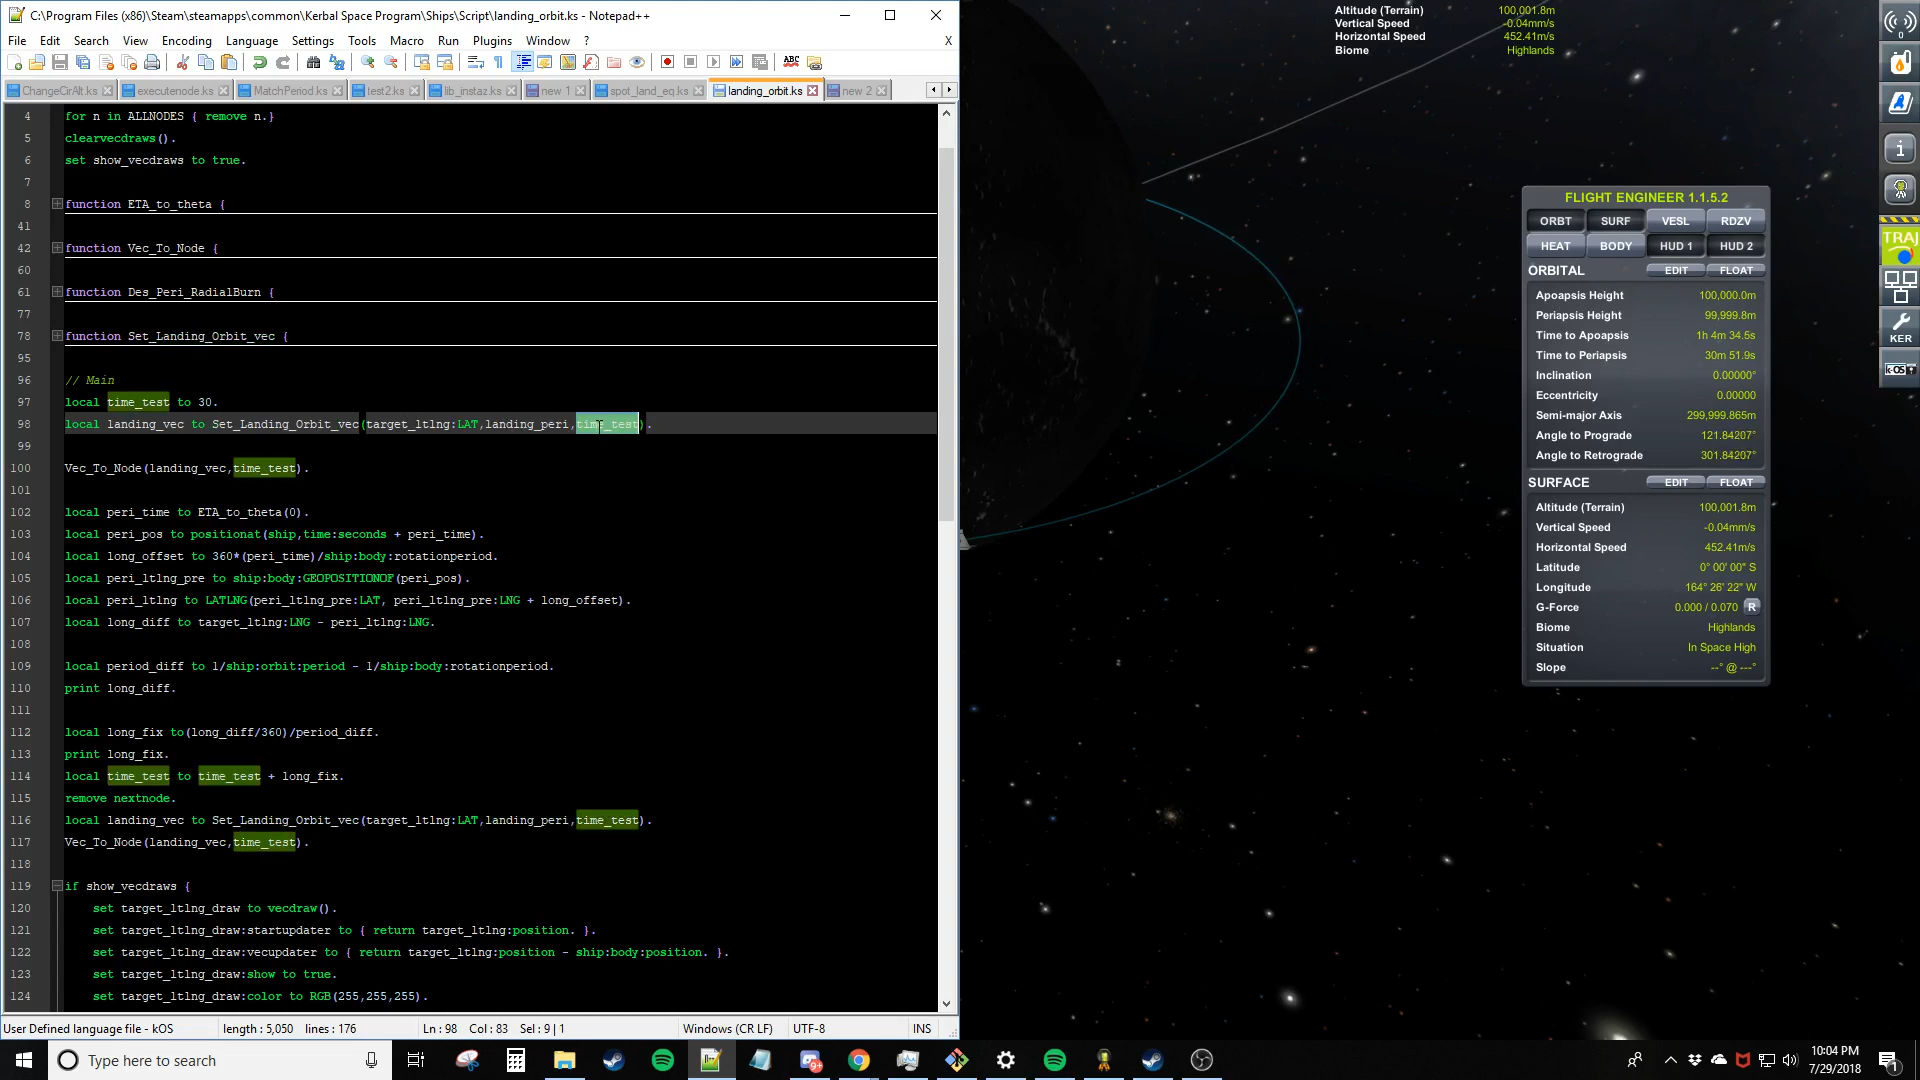 C:\Program Files (x86)\Steam\steamapps\common\Kerbal Space Program\Ships\Script\landing_orbit.ks - Notepad++
File Edit Search View Encoding Language Settings Tools Macro Run Plugins Window ? X
ChangeCirAlt.ks executenode.ks MatchPeriod.ks test2.ks lib_instaz.ks new 1 spot_land_eq.ks landing_orbit.ks new 2
4 for n in ALLNODES { remove n.}
5 clearvecdraws().
6 set show_vecdraws to true.
7
8 function ETA_to_theta {
41
42 function Vec_To_Node {
60
61 function Des_Peri_RadialBurn {
77
78 function Set_Landing_Orbit_vec {
95
96 // Main
97 local time_test to 30.
98 local landing_vec to Set_Landing_Orbit_vec(target_ltlng:LAT,landing_peri,time_test).
99
100 Vec_To_Node(landing_vec,time_test).
101
102 local peri_time to ETA_to_theta(0).
103 local peri_pos to positionat(ship,time:seconds + peri_time).
104 local long_offset to 360*(peri_time)/ship:body:rotationperiod.
105 local peri_ltlng_pre to ship:body:GEOPOSITIONOF(peri_pos).
106 local peri_ltlng to LATLNG(peri_ltlng_pre:LAT, peri_ltlng_pre:LNG + long_offset).
107 local long_diff to target_ltlng:LNG - peri_ltlng:LNG.
108
109 local period_diff to 1/ship:orbit:period - 1/ship:body:rotationperiod.
110 print long_diff.
111
112 local long_fix to(long_diff/360)/period_diff.
113 print long_fix.
114 local time_test to time_test + long_fix.
115 remove nextnode.
116 local landing_vec to Set_Landing_Orbit_vec(target_ltlng:LAT,landing_peri,time_test).
117 Vec_To_Node(landing_vec,time_test).
118
119 if show_vecdraws {
120 set target_ltlng_draw to vecdraw().
121 set target_ltlng_draw:startupdater to { return target_ltlng:position. }.
122 set target_ltlng_draw:vecupdater to { return target_ltlng:position - ship:body:position. }.
123 set target_ltlng_draw:show to true.
124 set target_ltlng_draw:color to RGB(255,255,255).
User Defined language file - kOS length : 5,050 lines : 176 Ln : 98 Col : 83 Sel : 9 | 1 Windows (CR LF) UTF-8 INS
Altitude (Terrain) 100,001.8m
Vertical Speed -0.04mm/s
Horizontal Speed 452.41m/s
Biome Highlands
FLIGHT ENGINEER 1.1.5.2
ORBT SURF VESL RDZV
HEAT BODY HUD 1 HUD 2
ORBITAL EDIT FLOAT
Apoapsis Height 100,000.0m
Periapsis Height 99,999.8m
Time to Apoapsis 1h 4m 34.5s
Time to Periapsis 30m 51.9s
Inclination 0.00000°
Eccentricity 0.00000
Semi-major Axis 299,999.865m
Angle to Prograde 121.84207°
Angle to Retrograde 301.84207°
SURFACE EDIT FLOAT
Altitude (Terrain) 100,001.8m
Vertical Speed -0.04mm/s
Horizontal Speed 452.41m/s
Latitude 0° 00' 00" S
Longitude 164° 26' 22" W
G-Force 0.000 / 0.070 R
Biome Highlands
Situation In Space High
Slope --° @ ---°
TRAJ
KER
k-OS
Type here to search
10:04 PM
7/29/2018